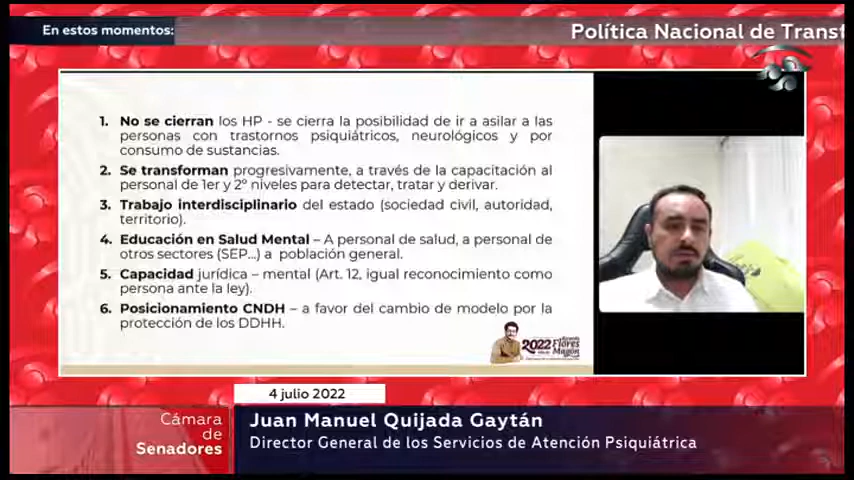 En estos momentos:
Política Nacional de Transf
1. No se cierran los HP - se cierra la posibilidad de ir a asilar a las
personas con trastornos psiquiátricos, neurológicos y por
consumo de sustancias.
2. Se transforman progresivamente, a través de la capacitación al
personal de 1er y 2º niveles para detectar, tratar y derivar.
3. Trabajo interdisciplinario del estado (sociedad civil, autoridad,
territorio).
4. Educación en Salud Mental – A personal de salud, a personal de
otros sectores (SEP...) a población general.
5. Capacidad jurídica – mental (Art. 12, igual reconocimiento como
persona ante la ley).
6. Posicionamiento CNDH – a favor del cambio de modelo por la
protección de los DDHH.
2022 Flores
Magón
4 julio 2022
Cámara
de
Senadores
Juan Manuel Quijada Gaytán
Director General de los Servicios de Atención Psiquiátrica